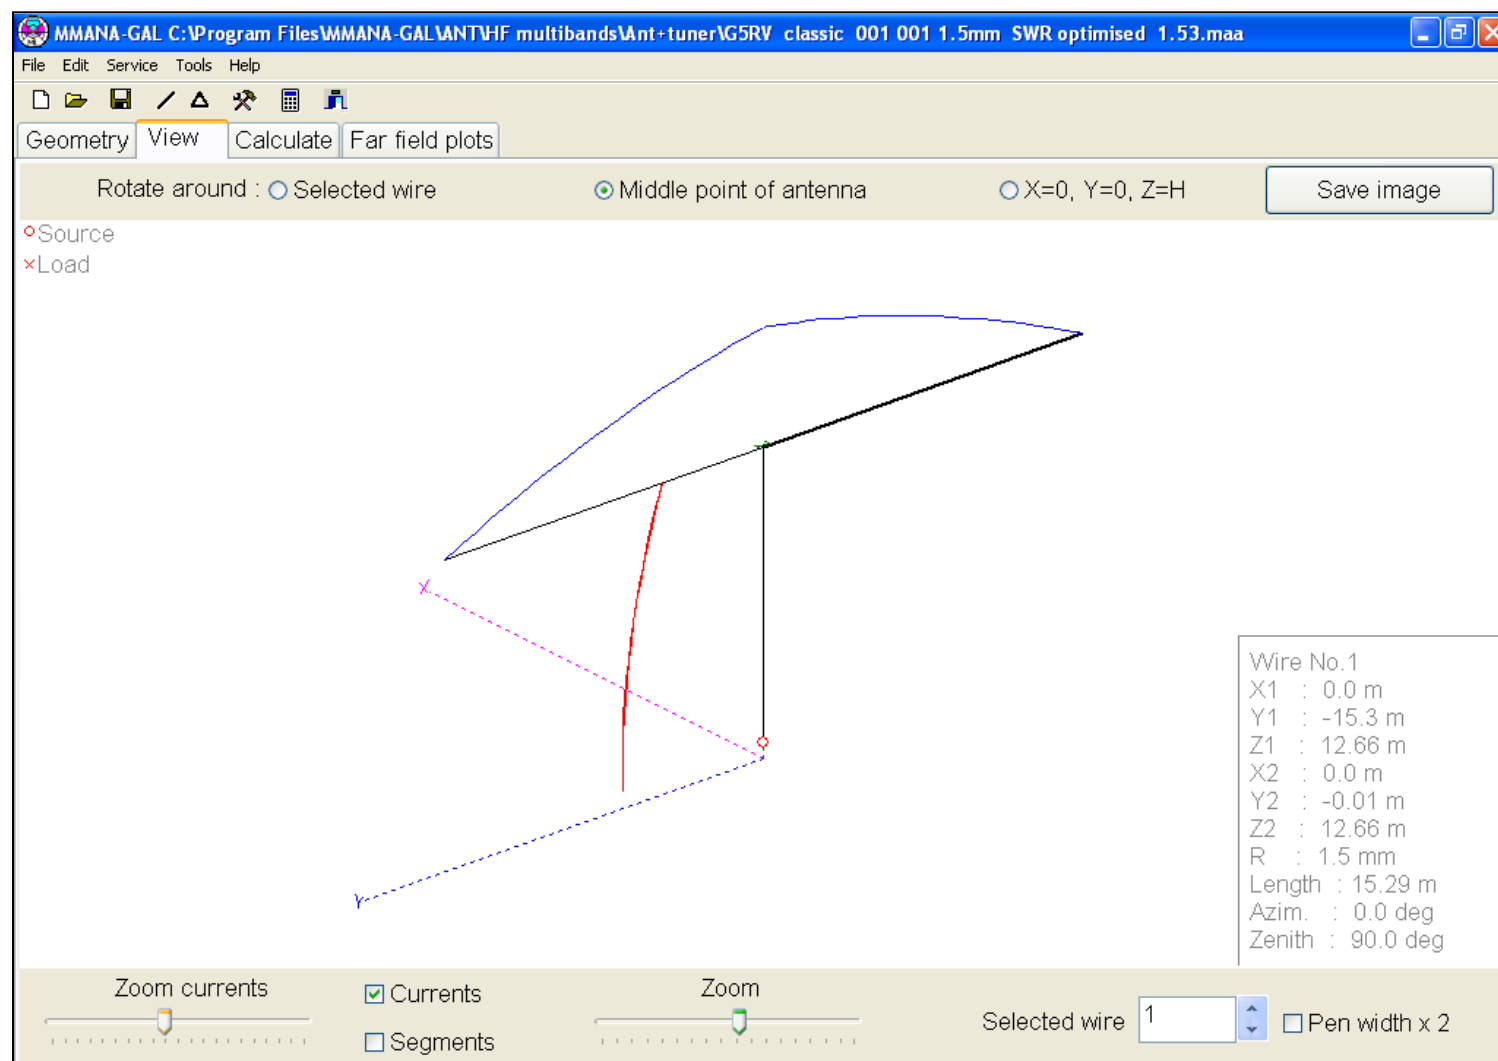 MMANA-GAL C:\Program Files\MMANA-GAL\ANT\HF multibands\Ant+tuner\G5RV classic 001 001 1.5mm SWR optimised 1.53.maa
File Edit Service Tools Help
Geometry View Calculate Far field plots
Rotate around : Selected wire Middle point of antenna X=0, Y=0, Z=H Save image
Source
Load
X
Y
Wire No.1
X1 : 0.0 m
Y1 : -15.3 m
Z1 : 12.66 m
X2 : 0.0 m
Y2 : -0.01 m
Z2 : 12.66 m
R : 1.5 mm
Length : 15.29 m
Azim. : 0.0 deg
Zenith : 90.0 deg
Zoom currents Currents Zoom Selected wire 1 Pen width x 2
Segments